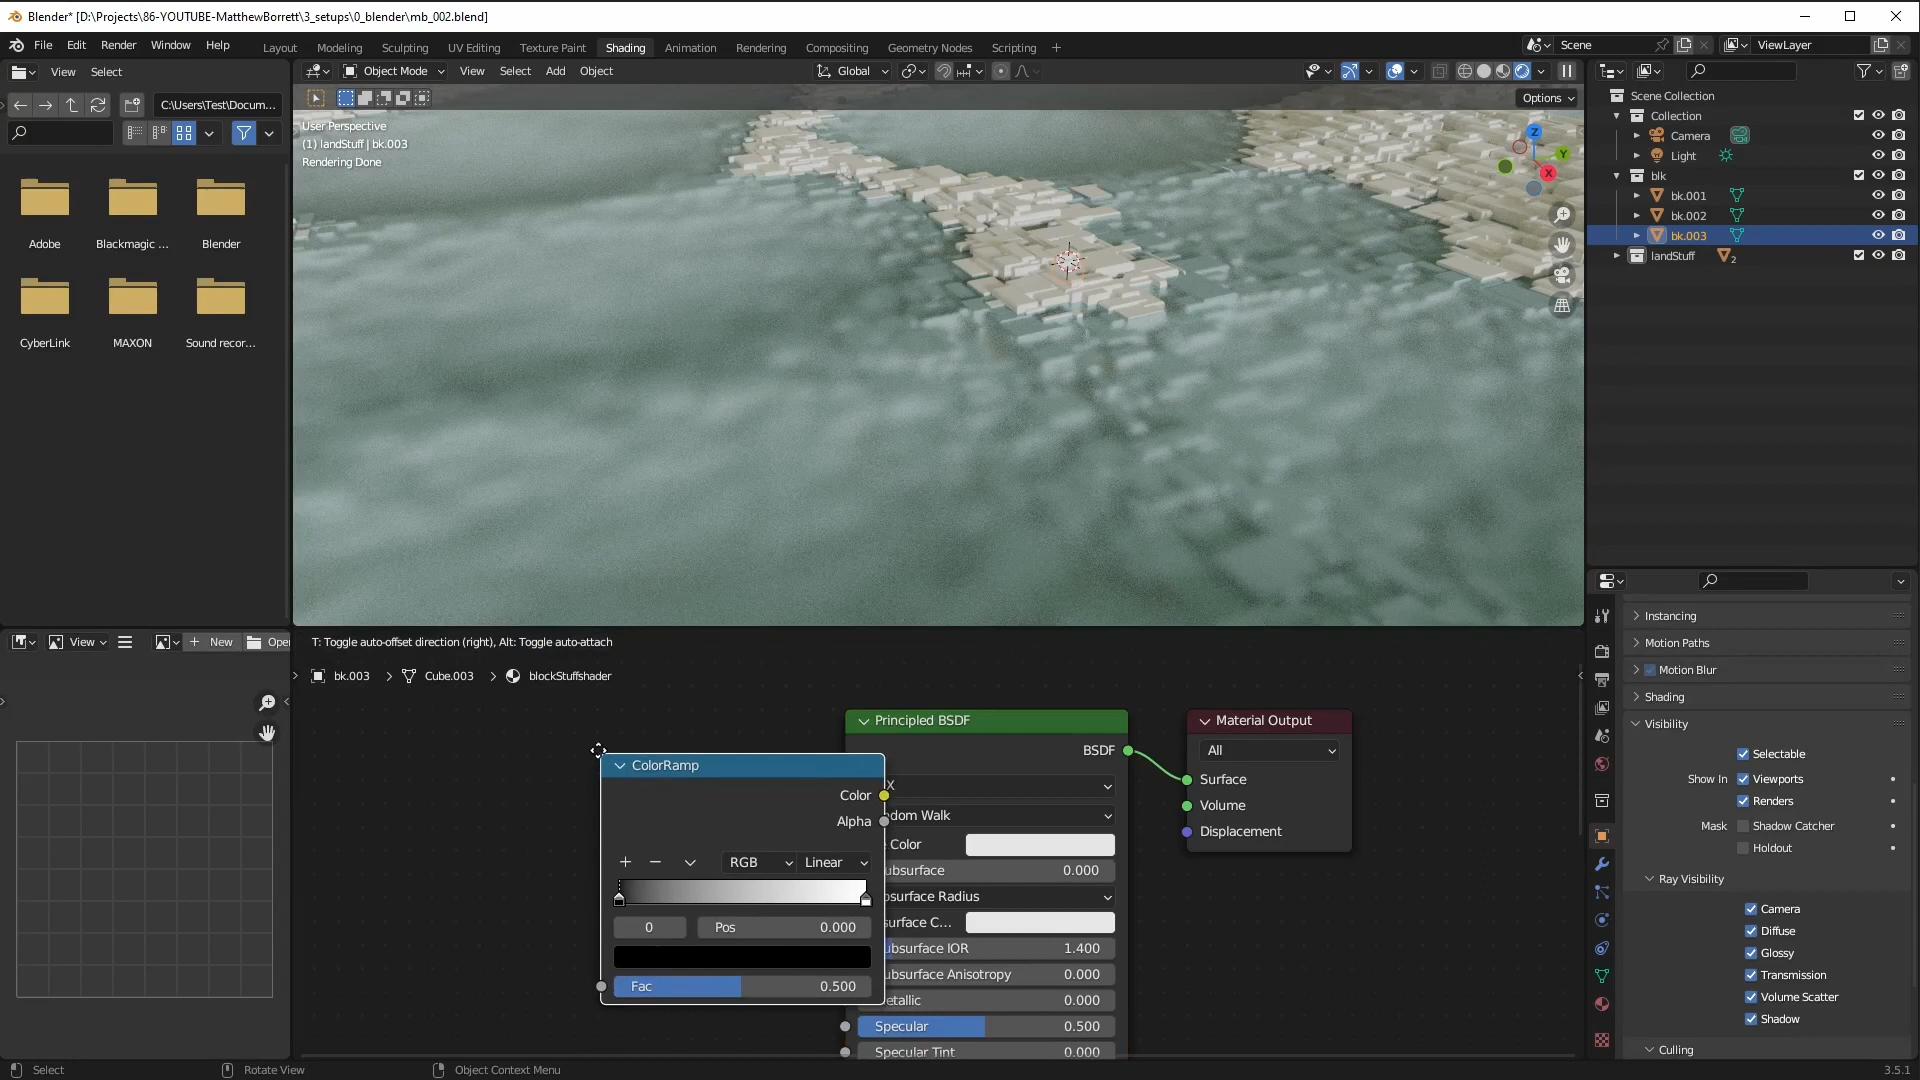 Blender* [D:\Projects\86-YOUTUBE-MatthewBorrett\3_setups\0_blender\mb_002.blend]
File Edit Render Window Help
Layout Modeling Sculpting UV Editing Texture Paint Shading Animation Rendering Compositing Geometry Nodes Scripting +
Scene
ViewLayer
View Select
Object Mode View Select Add Object
Global
C:\Users\Test\Docum...
Options
User Perspective
(1) landStuff | bk.003
Rendering Done
Z
Y
X
Adobe
Blackmagic ...
Blender
CyberLink
MAXON
Sound recor...
Scene Collection
Collection
Camera
Light
blk
bk.001
bk.002
bk.003
landStuff 2
View
New
Ope
T: Toggle auto-offset direction (right), Alt: Toggle auto-attach
bk.003 > Cube.003 > blockStuffshader
ColorRamp
Color
Alpha
RGB
Linear
0
Pos 0.000
Fac 0.500
Principled BSDF
BSDF
X
dom Walk
Color
ubsurface 0.000
bsurface Radius
surface C...
ubsurface IOR 1.400
ubsurface Anisotropy 0.000
etallic 0.000
Specular 0.500
Specular Tint 0.000
Material Output
All
Surface
Volume
Displacement
Instancing
Motion Paths
Motion Blur
Shading
Visibility
Selectable
Show In Viewports
Renders
Mask Shadow Catcher
Holdout
Ray Visibility
Camera
Diffuse
Glossy
Transmission
Volume Scatter
Shadow
Culling
Select
Rotate View
Object Context Menu
3.5.1